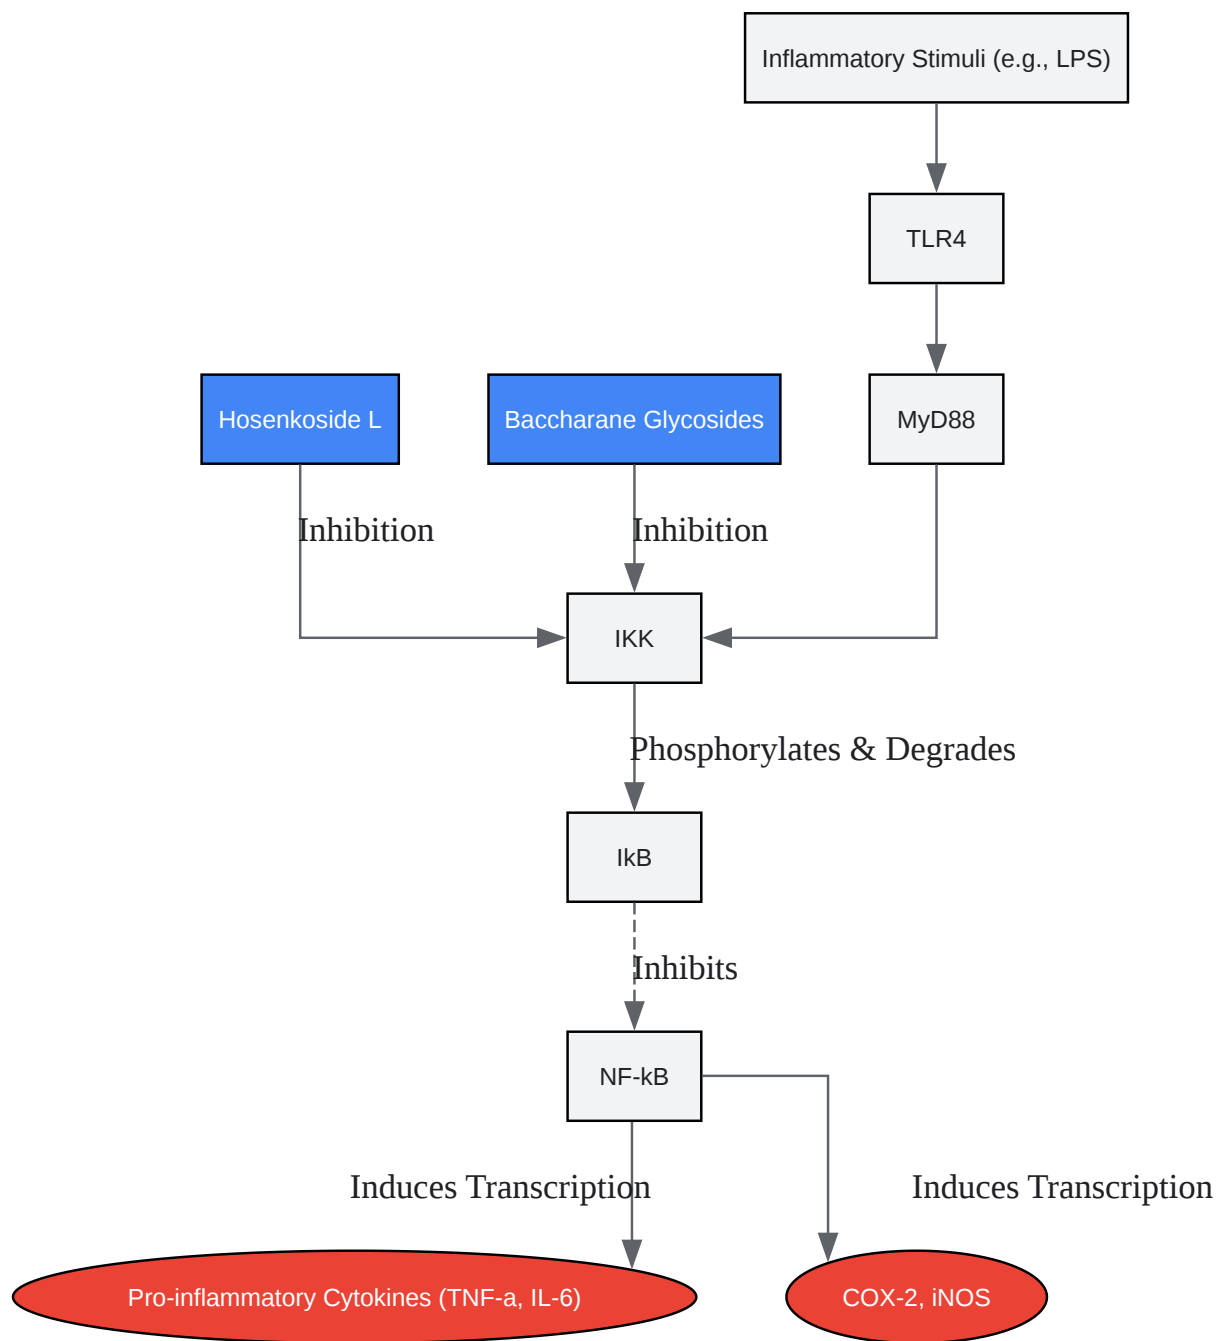 Inflammatory Stimuli (e.g., LPS)
TLR4
Hosenkoside L
Baccharane Glycosides
MyD88
Inhibition
Inhibition
IKK
Phosphorylates & Degrades
IkB
Inhibits
NF-kB
Induces Transcription
Induces Transcription
Pro-inflammatory Cytokines (TNF-a, IL-6)
COX-2, iNOS